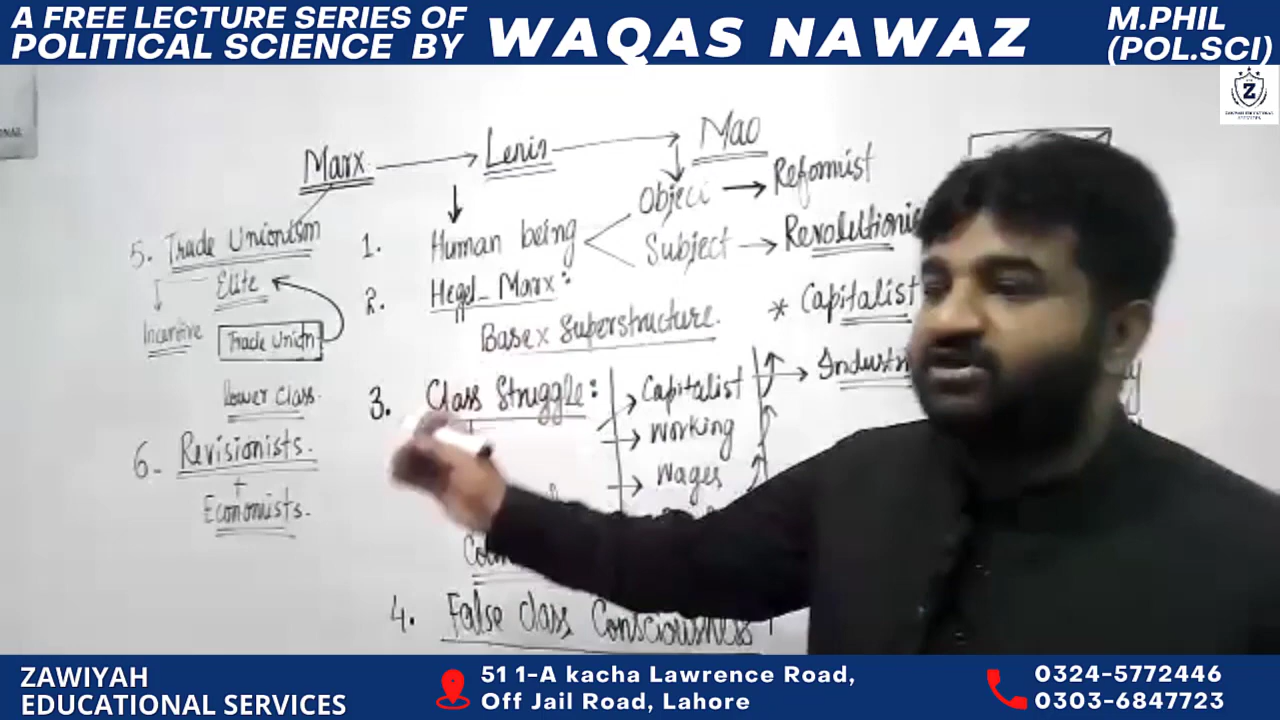 A FREE LECTURE SERIES OF
POLITICAL SCIENCE BY
WAQAS NAWAZ
M.PHIL
(POL.SCI)
Z
ZAWIYAH EDUCATIONAL
SERVICES
Marx → Lenin → Mao
5. Trade Unionism
Elite
Incentive
Trade Union
Lower Class.
6. Revisionists.
+
Economists.
1. Human being
Object → Reformist
Subject →
2. Hegel - Marx:
Base x Superstructure.
* Capitalist
3. Class Struggle:
→ Capitalist
→ Working
→ Wages
4. False Class Consciousness
ZAWIYAH
EDUCATIONAL SERVICES
51 1-A kacha Lawrence Road,
Off Jail Road, Lahore
0324-5772446
0303-6847723